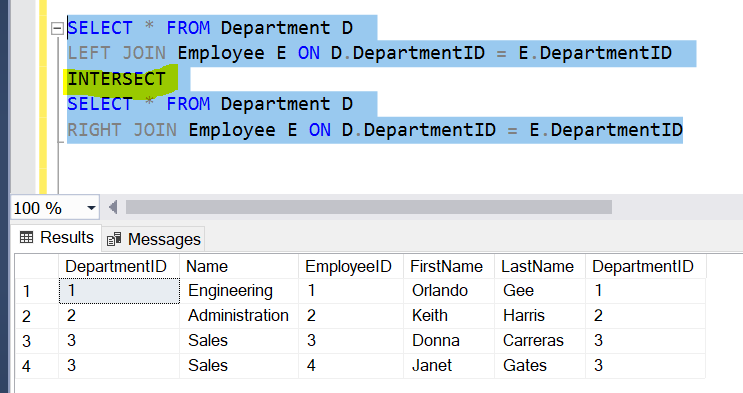 SELECT * FROM Department D
LEFT JOIN Employee E ON D.DepartmentID = E.DepartmentID
INTERSECT
SELECT * FROM Department D
RIGHT JOIN Employee E ON D.DepartmentID = E.DepartmentID
100 %
Results Messages
DepartmentID Name EmployeeID FirstName LastName DepartmentID
1 1 Engineering 1 Orlando Gee 1
2 2 Administration 2 Keith Harris 2
3 3 Sales 3 Donna Carreras 3
4 3 Sales 4 Janet Gates 3